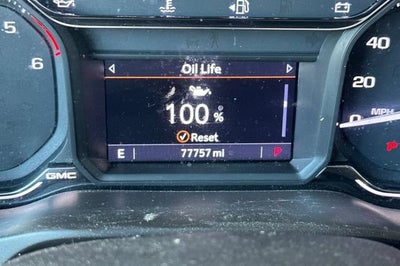 E
5
6
Oil Life
100%
Reset
E 77757 mi P
GMC
40
20
0
MPH
P